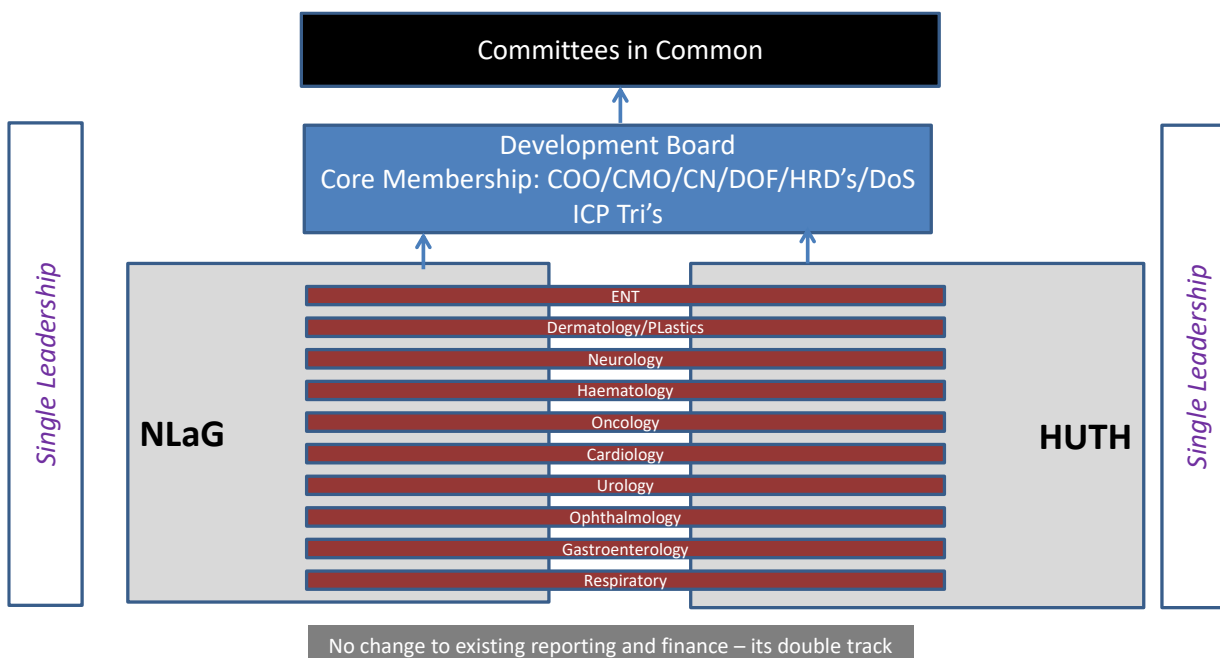 Committees in Common
Development Board
Core Membership: COO/CMO/CN/DOF/HRD’s/DoS
ICP Tri’s
Single Leadership
NLaG
ENT
Dermatology/PLastics
Neurology
Haematology
Oncology
Cardiology
Urology
Ophthalmology
Gastroenterology
Respiratory
HUTH
Single Leadership
No change to existing reporting and finance – its double track